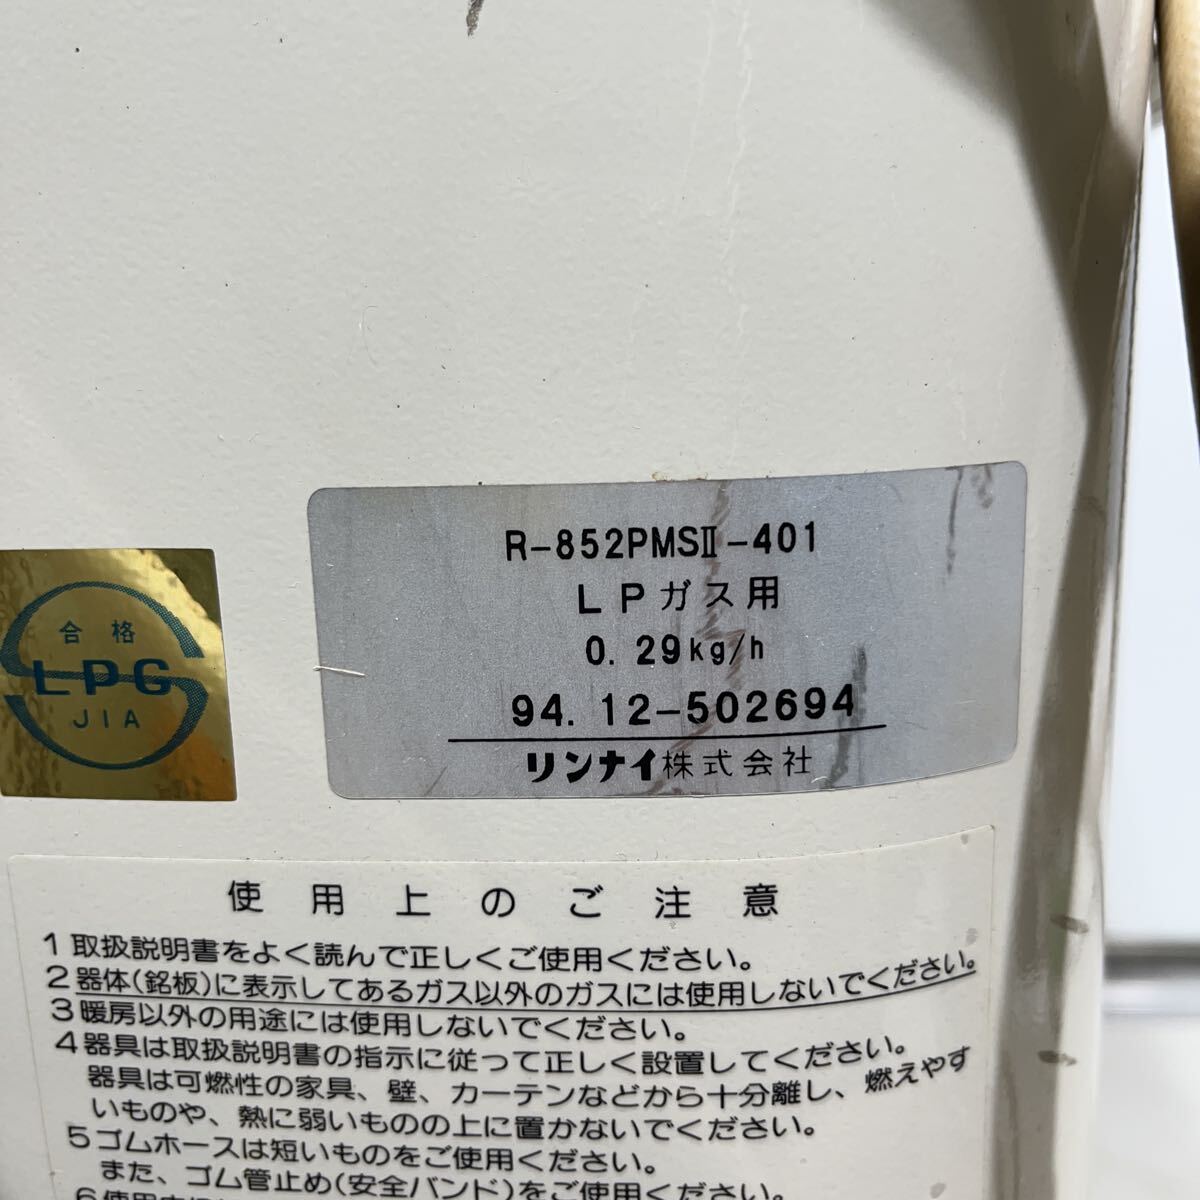 R-852PMSⅡ-401
LPガス用
0.29kg/h
94.12-502694
リンナイ株式会社
合格
LPG
JIA
使用上のご注意
1 取扱説明書をよく読んで正しくご使用ください。
2 器体(銘板)に表示してあるガス以外のガスには使用しないでください。
3 暖房以外の用途には使用しないでください。
4 器具は取扱説明書の指示に従って正しく設置してください。
器具は可燃性の家具、壁、カーテンなどから十分離し、燃えやす
いものや、熱に弱いものの上に置かないでください。
5 ゴムホースは短いものをご使用ください。
また、ゴム管止め(安全バンド)をご使用ください。
6 使用